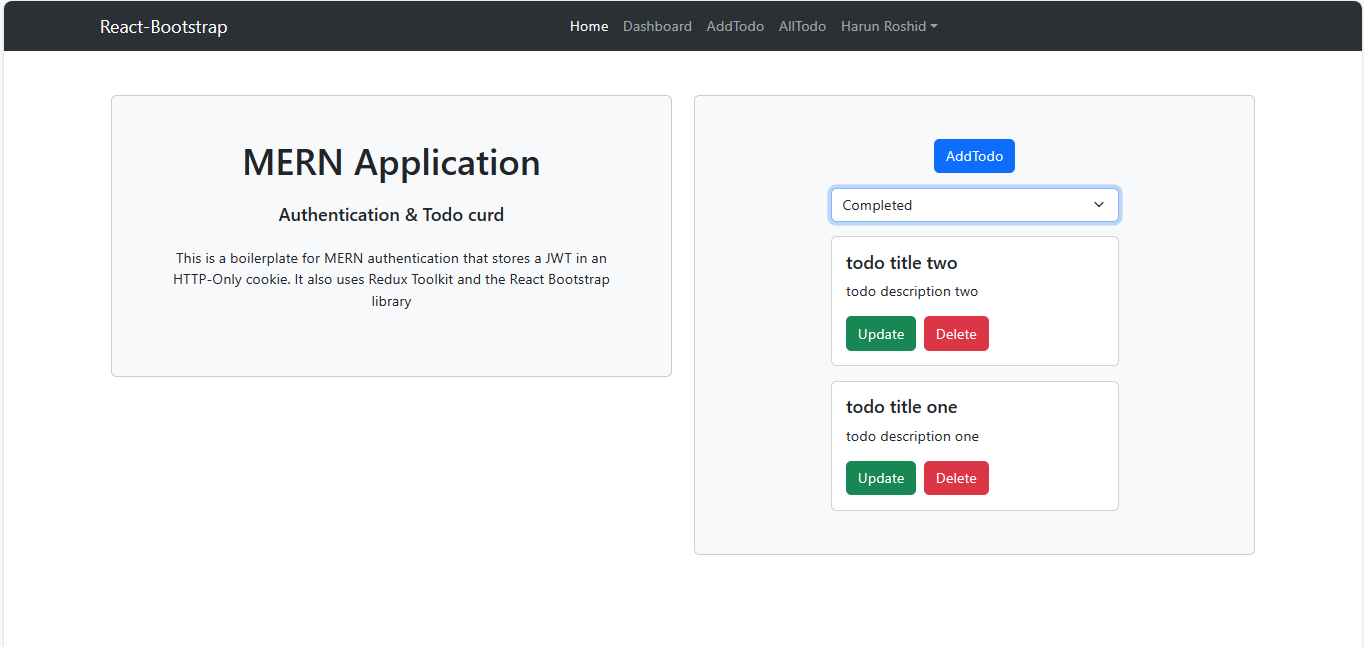 React-Bootstrap
Home Dashboard AddTodo AllTodo Harun Roshid
MERN Application
Authentication & Todo curd
This is a boilerplate for MERN authentication that stores a JWT in an
HTTP-Only cookie. It also uses Redux Toolkit and the React Bootstrap
library
AddTodo
Completed
todo title two
todo description two
Update Delete
todo title one
todo description one
Update Delete